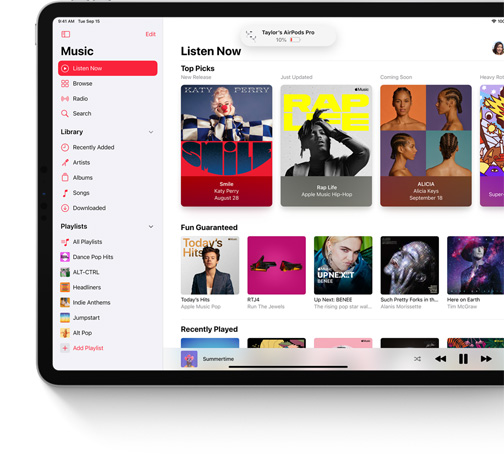 9:41 AM Tue Sep 15
Taylor's AirPods Pro
10%
Edit
Music
Listen Now
Browse
Radio
Search
Library
Recently Added
Artists
Albums
Songs
Downloaded
Playlists
All Playlists
Dance Pop Hits
ALT-CTRL
Headliners
Indie Anthems
Jumpstart
Alt Pop
Add Playlist
Listen Now
Top Picks
New Release
Just Updated
Coming Soon
Heavy Rot
KATY PERRY
SMILE
Smile
Katy Perry
August 28
Music
RAP
LIFE
Rap Life
Apple Music Hip-Hop
ALICIA
Alicia Keys
September 18
Super
Fun Guaranteed
Today's
Hits
Music
UP NEXT
BENEE
Today's Hits
Apple Music Pop
RTJ4
Run The Jewels
Up Next: BENEE
The rising pop star wal...
Such Pretty Forks in th...
Alanis Morissette
Here on Earth
Tim McGraw
Recently Played
Summertime